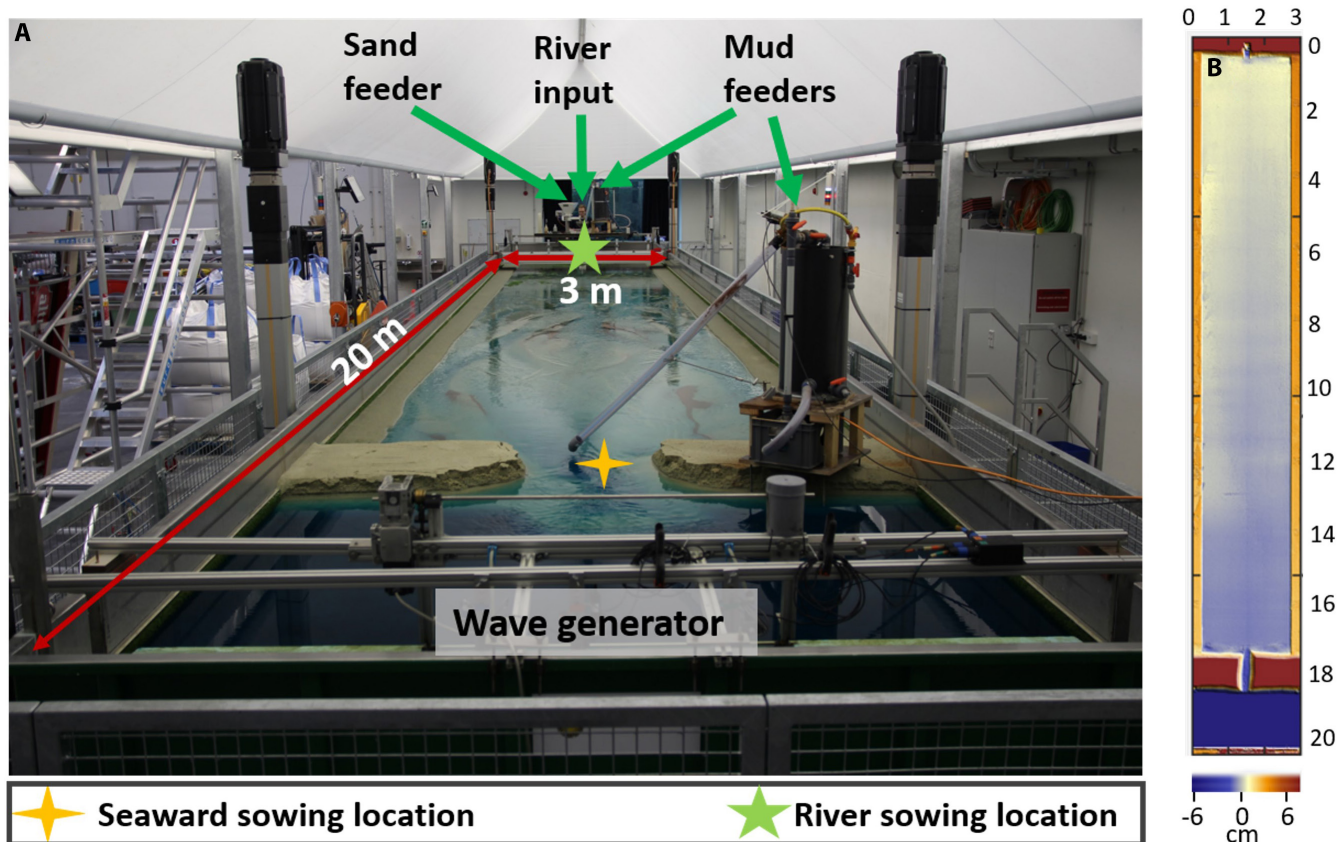 A
Sand
feeder
River
input
Mud
feeders
3 m
20 m
Wave generator
Seaward sowing location
River sowing location
0 1 2 3
B
0
2
4
6
8
10
12
14
16
18
20
-6 0 6
cm